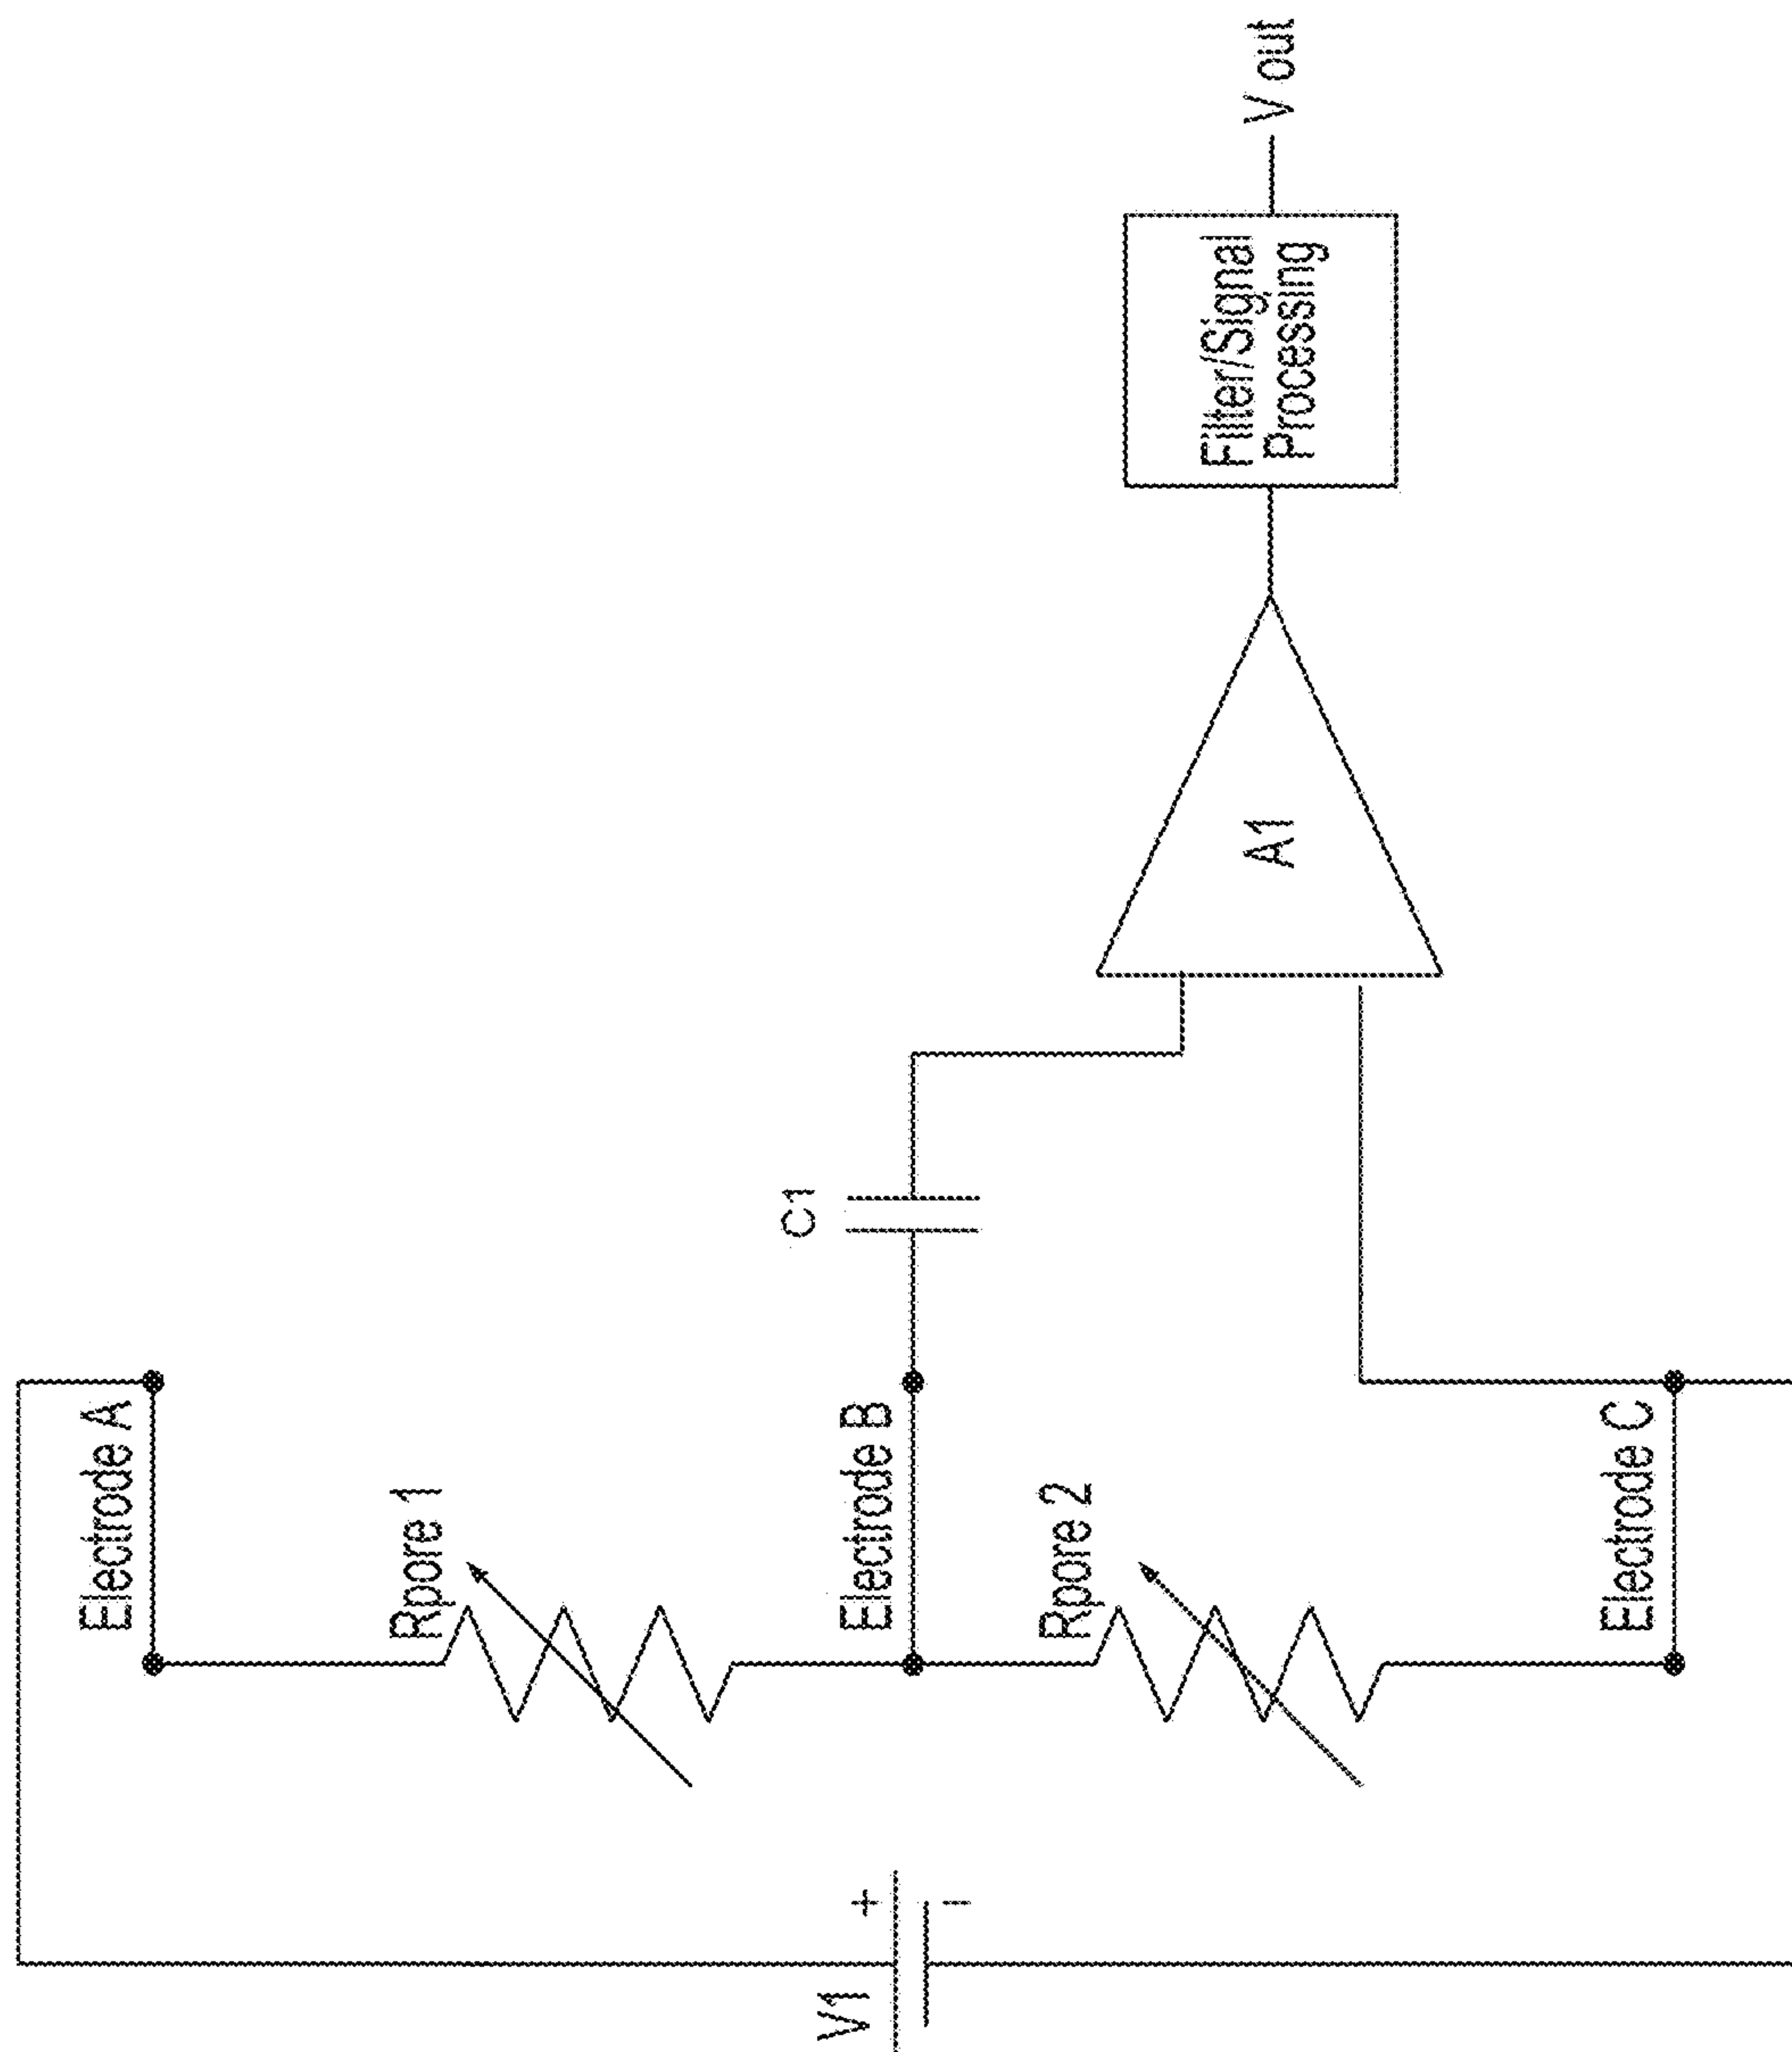 Electrode A
Rpore 1
Electrode B
Rpore 2
Electrode C
V1
+
−
C1
A1
Filter/Signal
Processing
V out